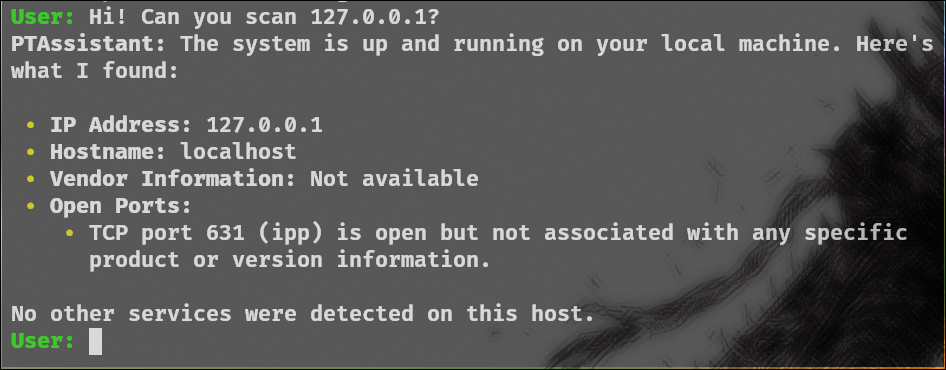 User: Hi! Can you scan 127.0.0.1?
PTAssistant: The system is up and running on your local machine. Here's
what I found:
• IP Address: 127.0.0.1
• Hostname: localhost
• Vendor Information: Not available
• Open Ports:
• TCP port 631 (ipp) is open but not associated with any specific
product or version information.
No other services were detected on this host.
User: